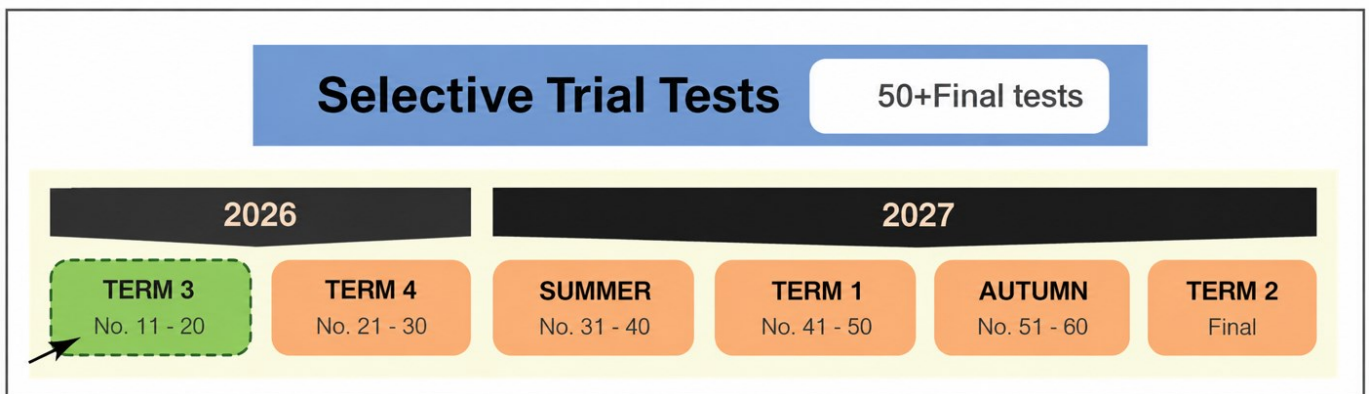 Selective Trial Tests
50+Final tests
2026
2027
TERM 3
No. 11 - 20
TERM 4
No. 21 - 30
SUMMER
No. 31 - 40
TERM 1
No. 41 - 50
AUTUMN
No. 51 - 60
TERM 2
Final